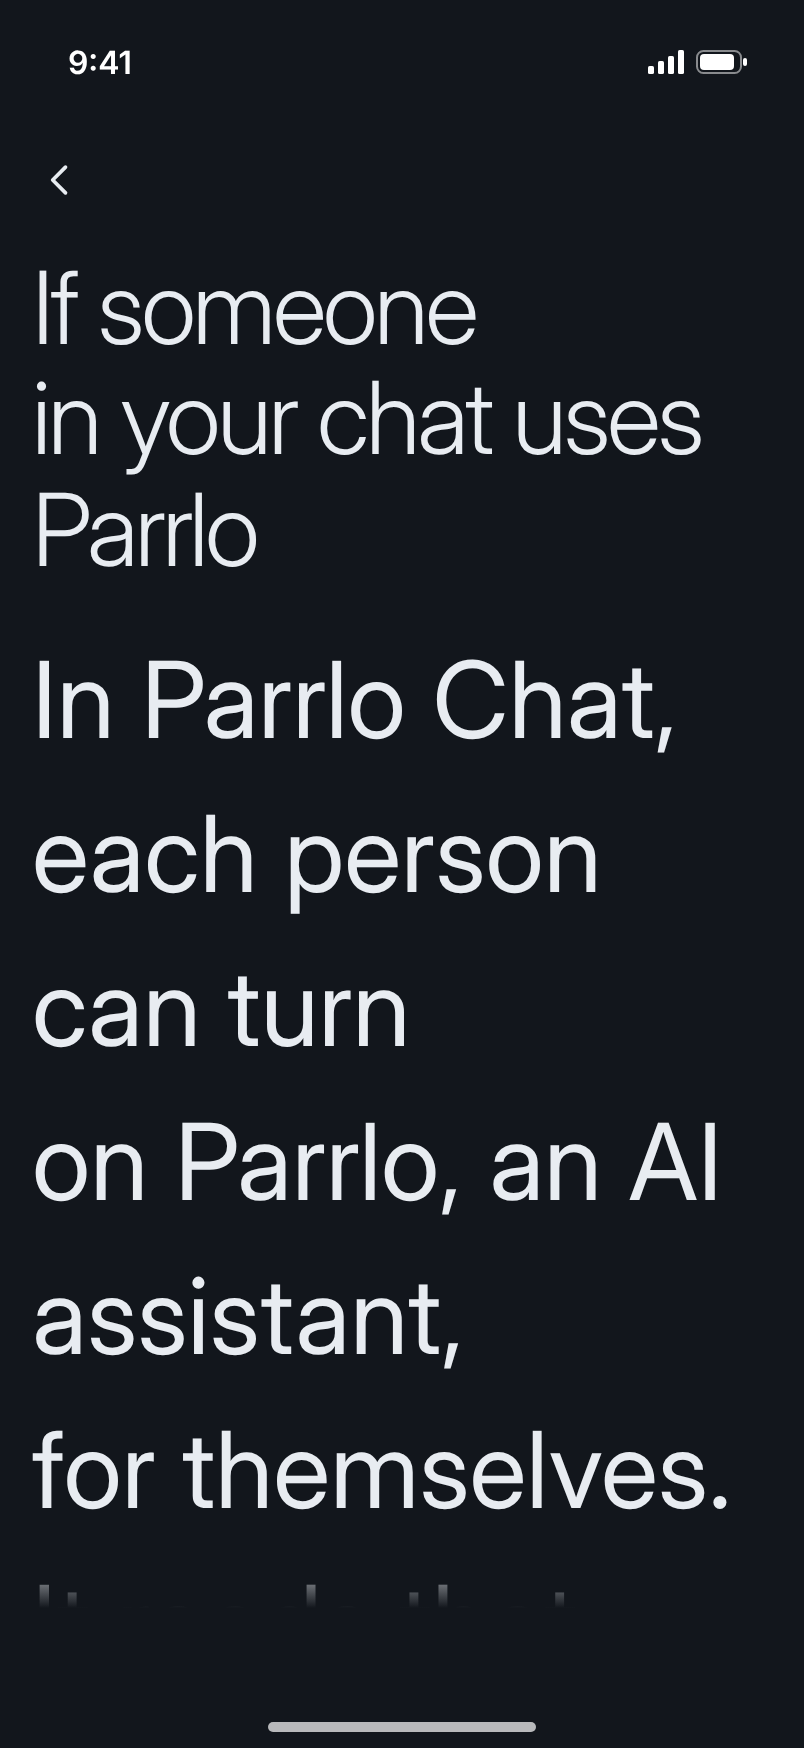 9:41
If someone
in your chat uses
Parrlo
In Parrlo Chat,
each person
can turn
on Parrlo, an AI
assistant,
for themselves.